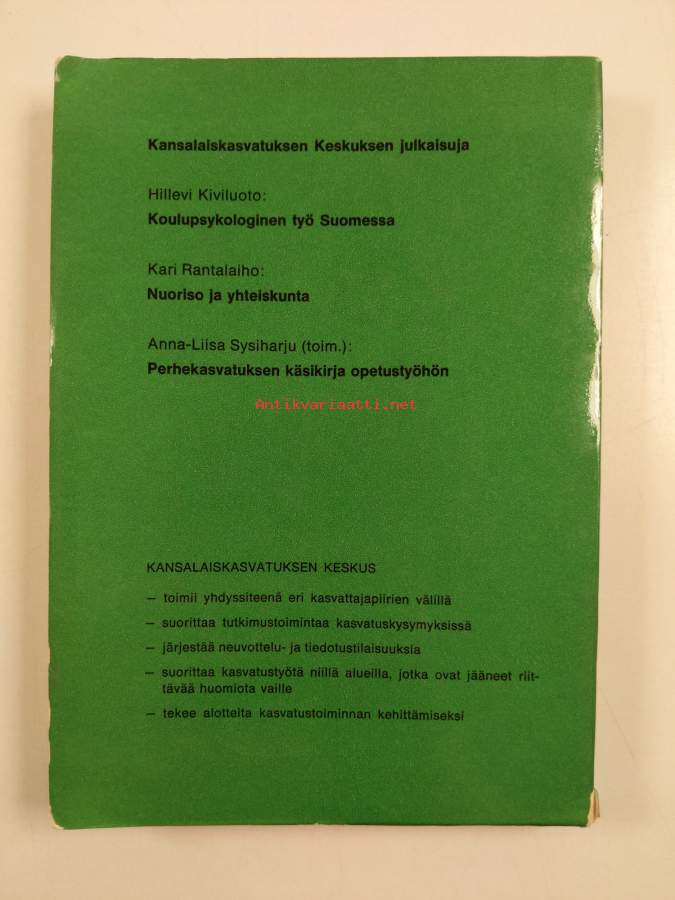 Kansalaiskasvatuksen Keskuksen julkaisuja
Hillevi Kiviluoto:
Koulupsykologinen työ Suomessa
Kari Rantalaiho:
Nuoriso ja yhteiskunta
Anna-Liisa Sysiharju (toim.):
Perhekasvatuksen käsikirja opetustyöhön
Antikvariaatti.net
KANSALAISKASVATUKSEN KESKUS
— toimii yhdyssiteenä eri kasvattajapiirien välillä
— suorittaa tutkimustoimintaa kasvatuskysymyksissä
— järjestää neuvottelu- ja tiedotustilaisuuksia
— suorittaa kasvatustyötä niillä alueilla, jotka ovat jääneet riit-
tävää huomiota vaille
— tekee alotteita kasvatustoiminnan kehittämiseksi